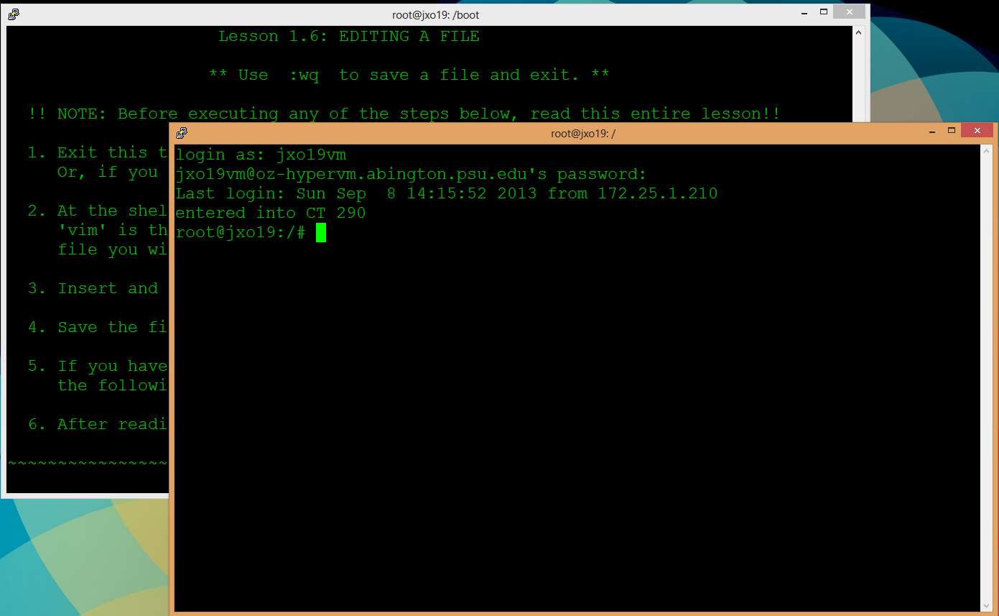 root@jxo19: /boot
Lesson 1.6: EDITING A FILE
** Use :wq to save a file and exit. **
!! NOTE: Before executing any of the steps below, read this entire lesson!!
1. Exit this t
Or, if you
2. At the shel
'vim' is th
file you wi
3. Insert and
4. Save the fi
5. If you have
the followi
6. After readi
~~~~~~~~~~~~~~~~
root@jxo19: /
login as: jxo19vm
jxo19vm@oz-hypervm.abington.psu.edu's password:
Last login: Sun Sep  8 14:15:52 2013 from 172.25.1.210
entered into CT 290
root@jxo19:/#